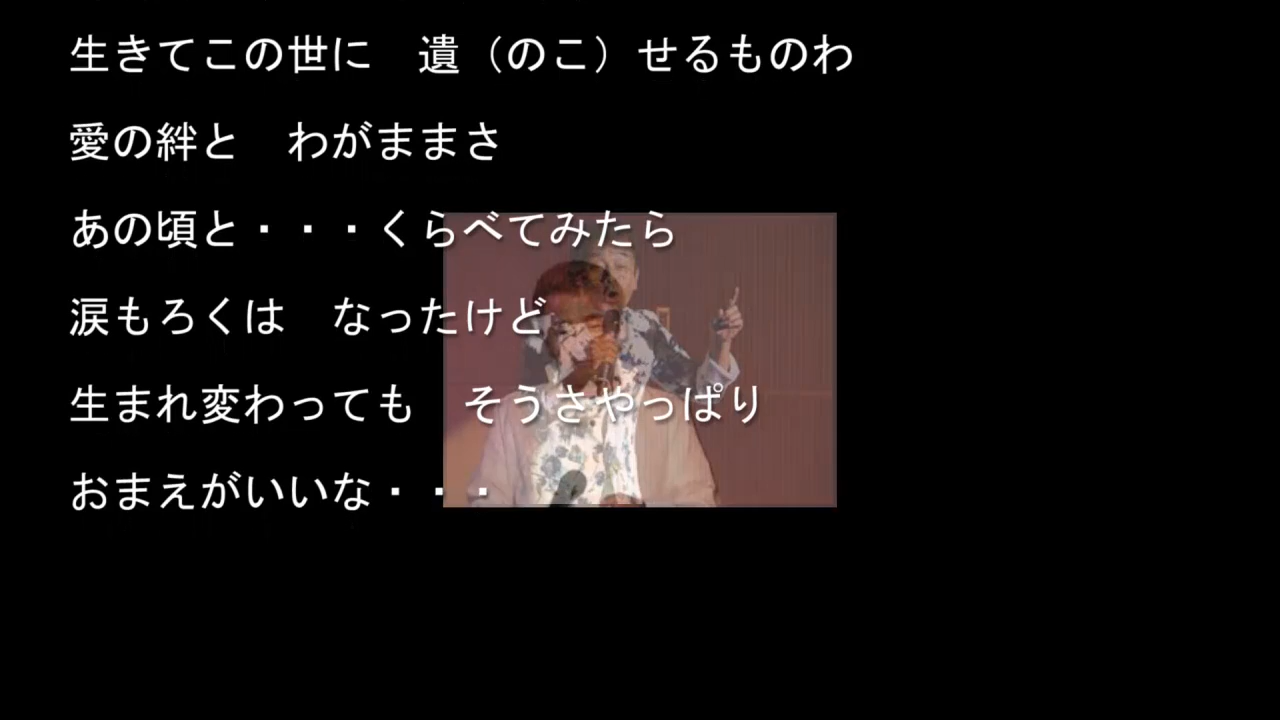 生きてこの世に　遺（のこ）せるものわ
愛の絆と　わがままさ
あの頃と・・・くらべてみたら
涙もろくは　なったけど
生まれ変わっても　そうさやっぱり
おまえがいいな・・・